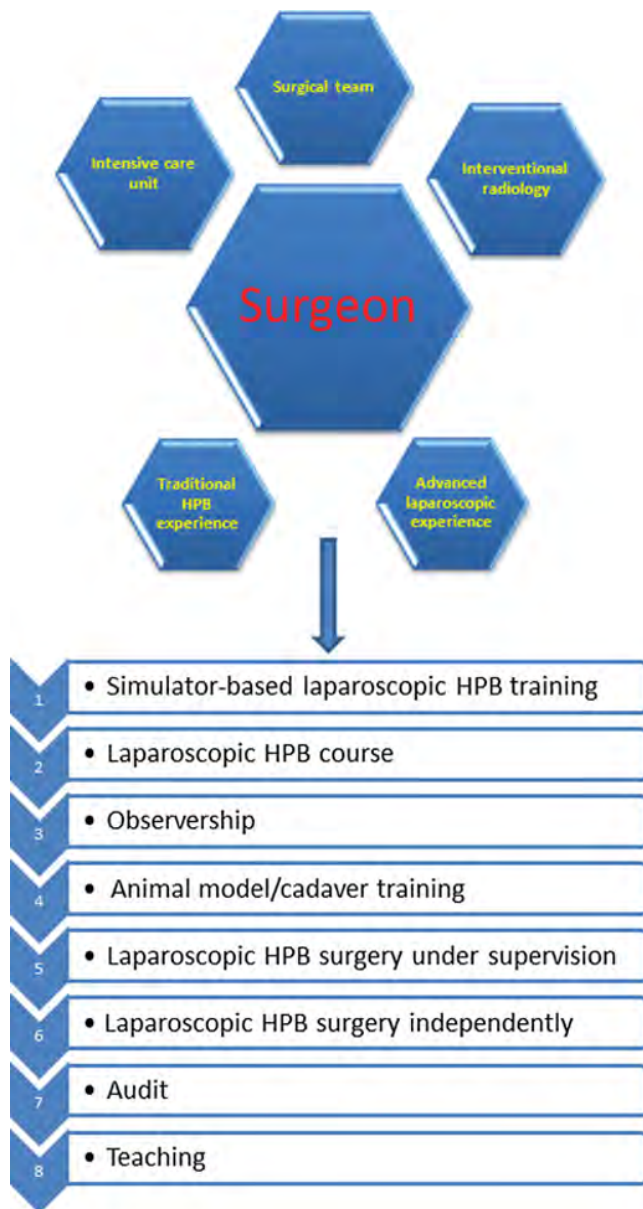 Surgical team
Intensive care
unit
Interventional
radiology
Surgeon
Traditional
HPB
experience
Advanced
laparoscopic
experience
1
• Simulator-based laparoscopic HPB training
2
• Laparoscopic HPB course
3
• Observership
4
• Animal model/cadaver training
5
• Laparoscopic HPB surgery under supervision
6
• Laparoscopic HPB surgery independently
7
• Audit
8
• Teaching